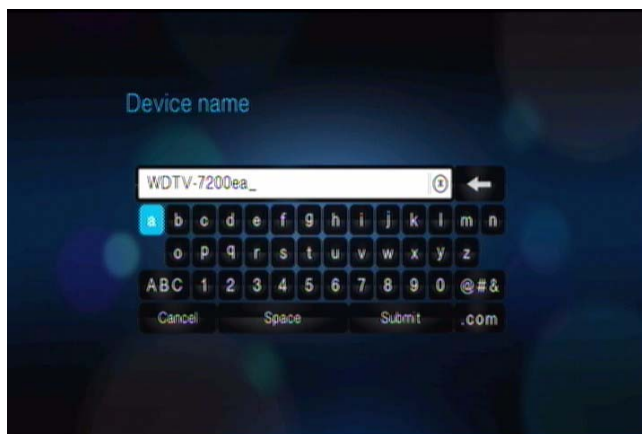 Device name
WDTV-7200ea_
a b c d e f g h i j k l m n
o p q r s t u v w x y z
ABC 1 2 3 4 5 6 7 8 9 0 @#&
Cancel Space Submit .com